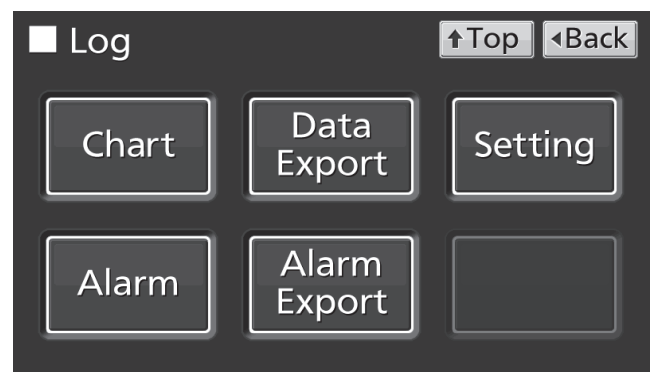 Log
↑Top
◂Back
Chart
Data
Export
Setting
Alarm
Alarm
Export